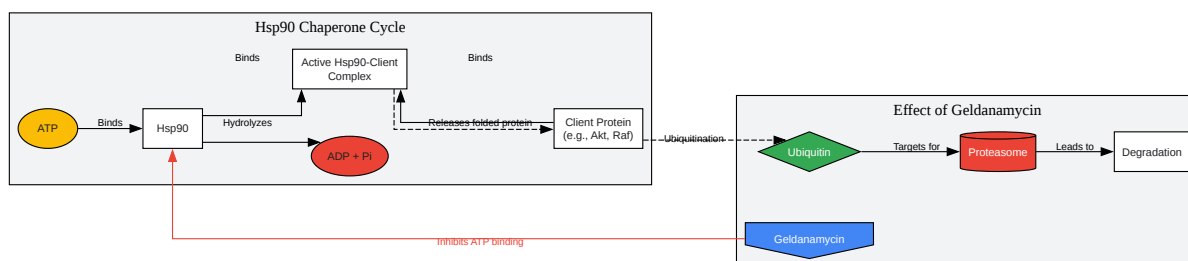 Hsp90 Chaperone Cycle
Binds
Binds
Active Hsp90-Client
Complex
ATP
Binds
Hsp90
Hydrolyzes
ADP + Pi
Releases folded protein
Client Protein
(e.g., Akt, Raf)
Ubiquitination
Effect of Geldanamycin
Ubiquitin
Targets for
Proteasome
Leads to
Degradation
Geldanamycin
Inhibits ATP binding